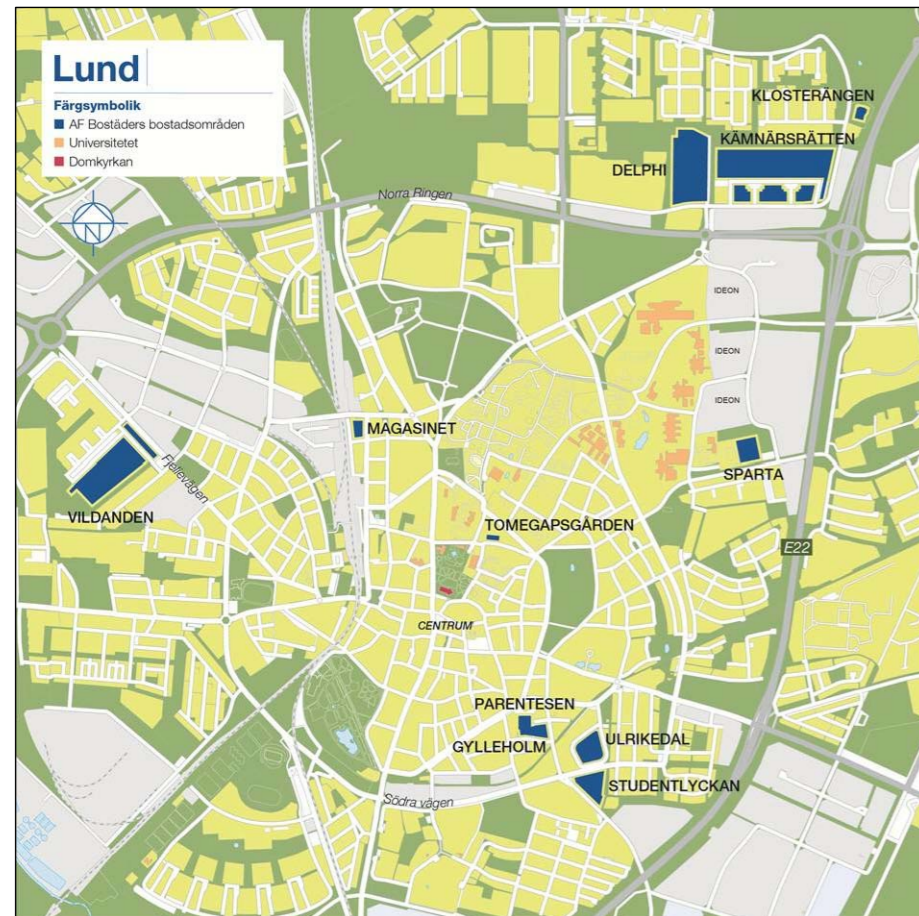 Lund
Färgsymbolik
AF Bostäders bostadsområden
Universitetet
Domkyrkan
N
KLOSTERÄNGEN
KÄMNÄRSRÄTTEN
DELPHI
Norra Ringen
IDEON
IDEON
IDEON
MAGASINET
SPARTA
Fjelievägen
VILDANDEN
TOMEGAPSGÅRDEN
E22
CENTRUM
PARENTESEN
GYLLEHOLM
ULRIKEDAL
STUDENTLYCKAN
Södra vägen